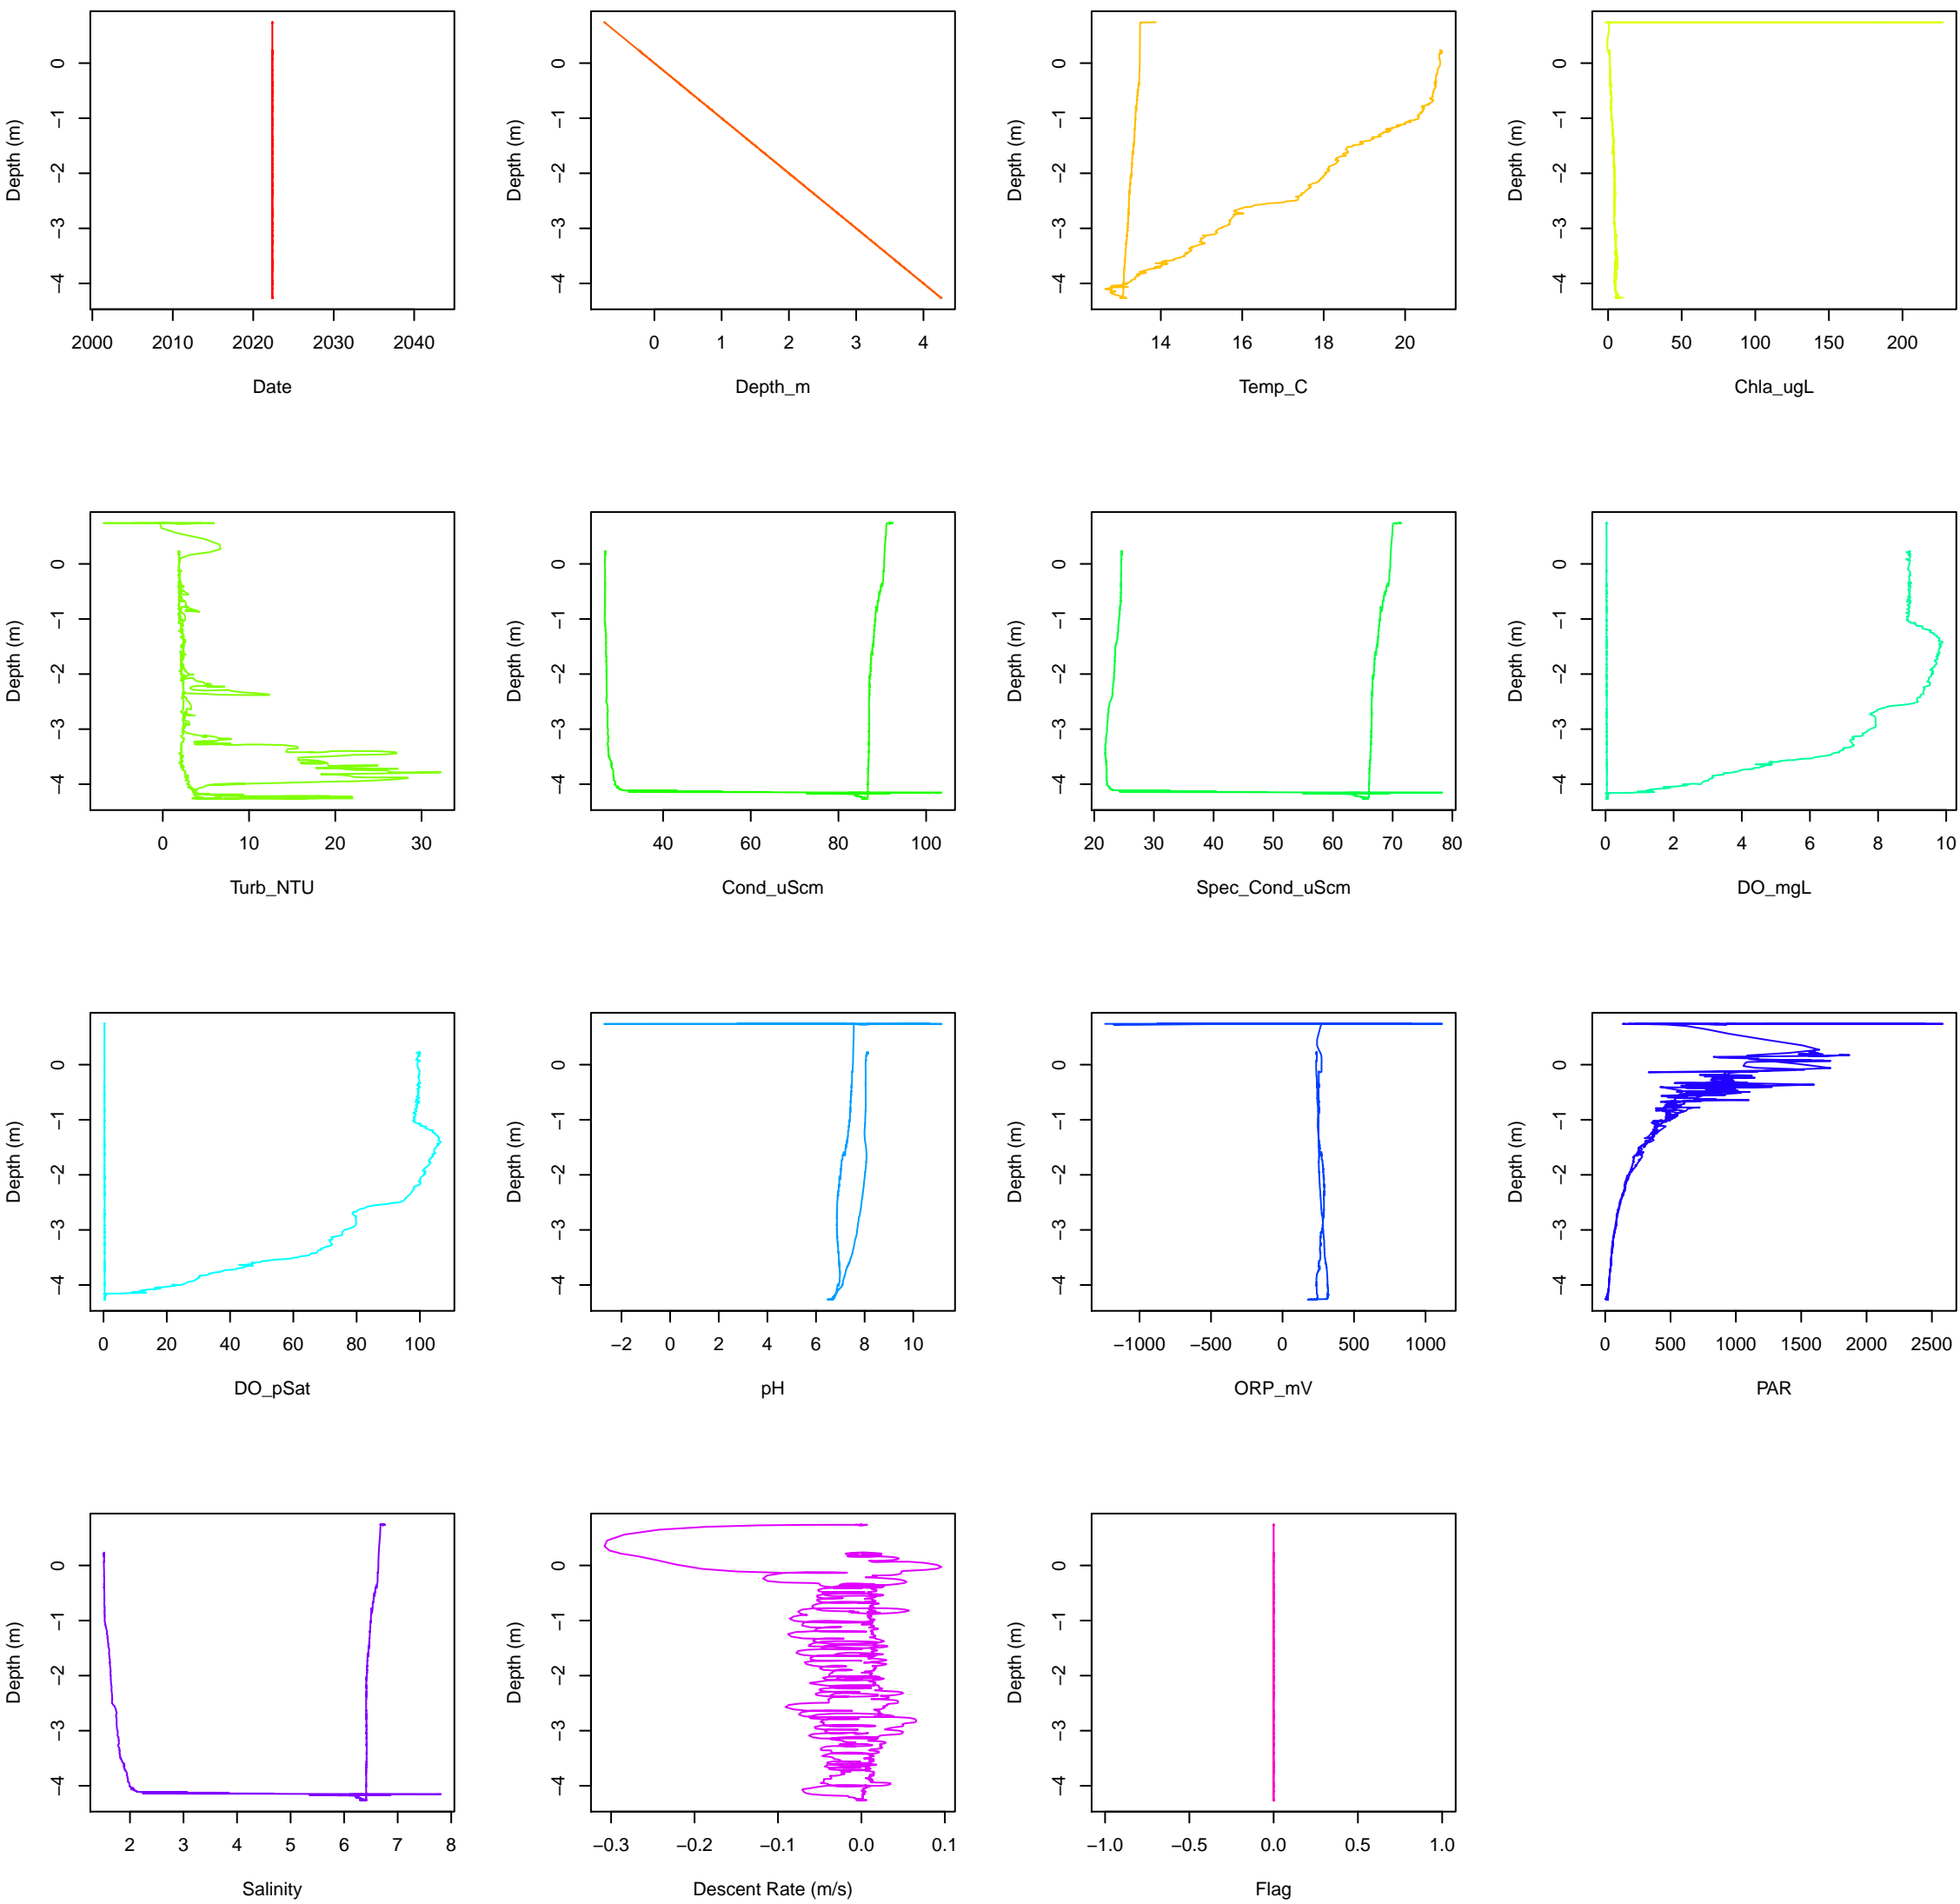 0
−1
−2
−3
−4
Depth (m)
2000 2010 2020 2030 2040
Date
0
−1
−2
−3
−4
Depth (m)
0 1 2 3 4
Depth_m
0
−1
−2
−3
−4
Depth (m)
14 16 18 20
Temp_C
0
−1
−2
−3
−4
Depth (m)
0 50 100 150 200
Chla_ugL
0
−1
−2
−3
−4
Depth (m)
0 10 20 30
Turb_NTU
0
−1
−2
−3
−4
Depth (m)
40 60 80 100
Cond_uScm
0
−1
−2
−3
−4
Depth (m)
20 30 40 50 60 70 80
Spec_Cond_uScm
0
−1
−2
−3
−4
Depth (m)
0 2 4 6 8 10
DO_mgL
0
−1
−2
−3
−4
Depth (m)
0 20 40 60 80 100
DO_pSat
0
−1
−2
−3
−4
Depth (m)
−2 0 2 4 6 8 10
pH
0
−1
−2
−3
−4
Depth (m)
−1000 −500 0 500 1000
ORP_mV
0
−1
−2
−3
−4
Depth (m)
0 500 1000 1500 2000 2500
PAR
0
−1
−2
−3
−4
Depth (m)
2 3 4 5 6 7 8
Salinity
0
−1
−2
−3
−4
Depth (m)
−0.3 −0.2 −0.1 0.0 0.1
Descent Rate (m/s)
0
−1
−2
−3
−4
Depth (m)
−1.0 −0.5 0.0 0.5 1.0
Flag